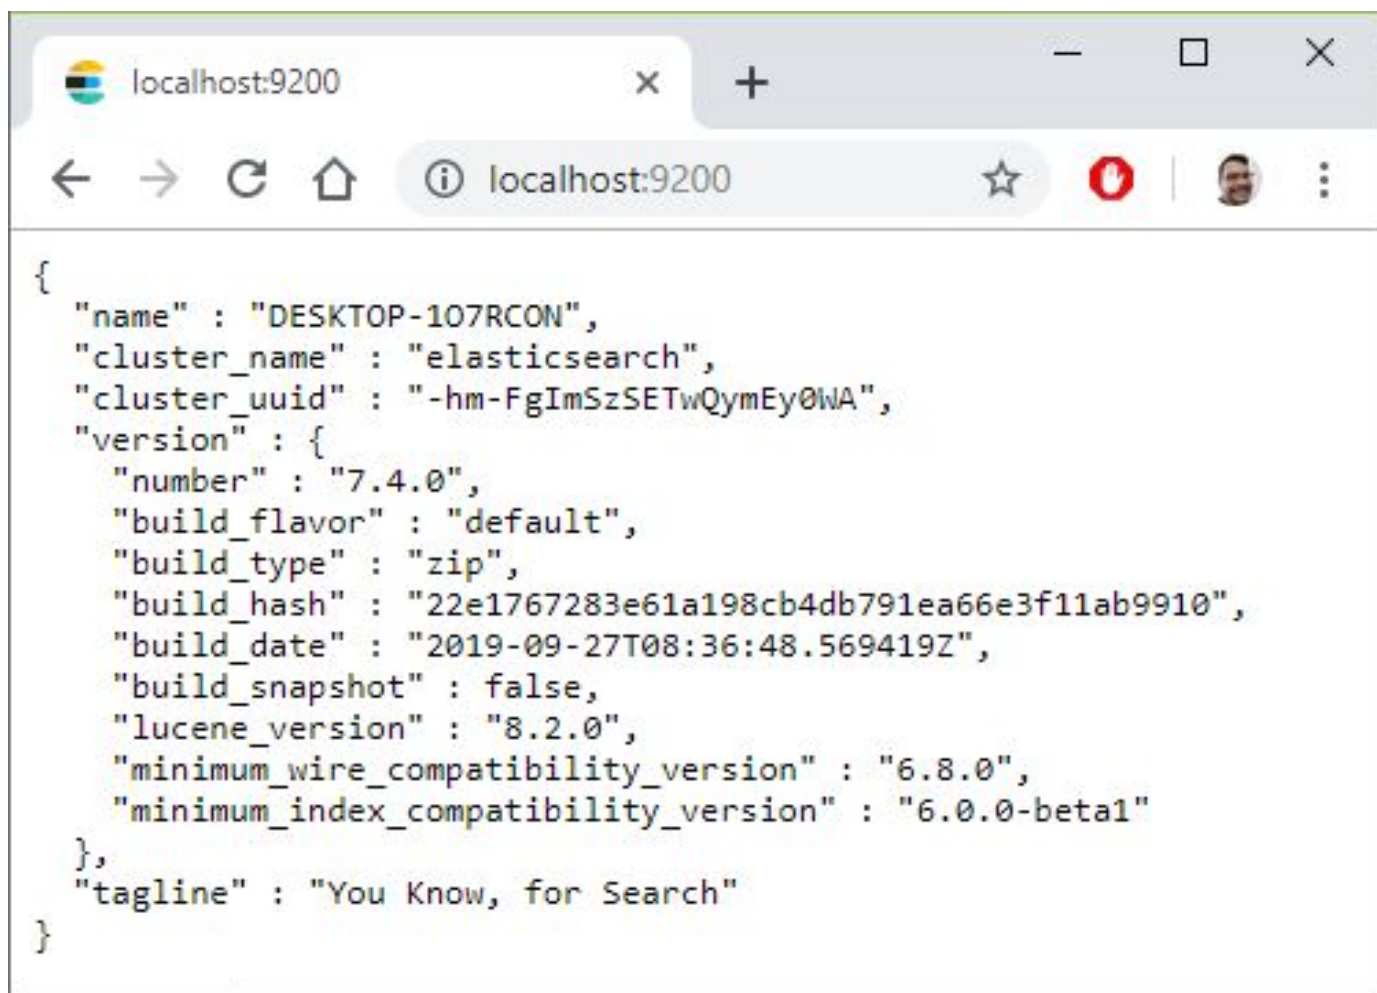 localhost:9200
localhost:9200
{
  "name" : "DESKTOP-1O7RCON",
  "cluster_name" : "elasticsearch",
  "cluster_uuid" : "-hm-FgImSzSETwQymEy0WA",
  "version" : {
    "number" : "7.4.0",
    "build_flavor" : "default",
    "build_type" : "zip",
    "build_hash" : "22e1767283e61a198cb4db791ea66e3f11ab9910",
    "build_date" : "2019-09-27T08:36:48.569419Z",
    "build_snapshot" : false,
    "lucene_version" : "8.2.0",
    "minimum_wire_compatibility_version" : "6.8.0",
    "minimum_index_compatibility_version" : "6.0.0-beta1"
  },
  "tagline" : "You Know, for Search"
}